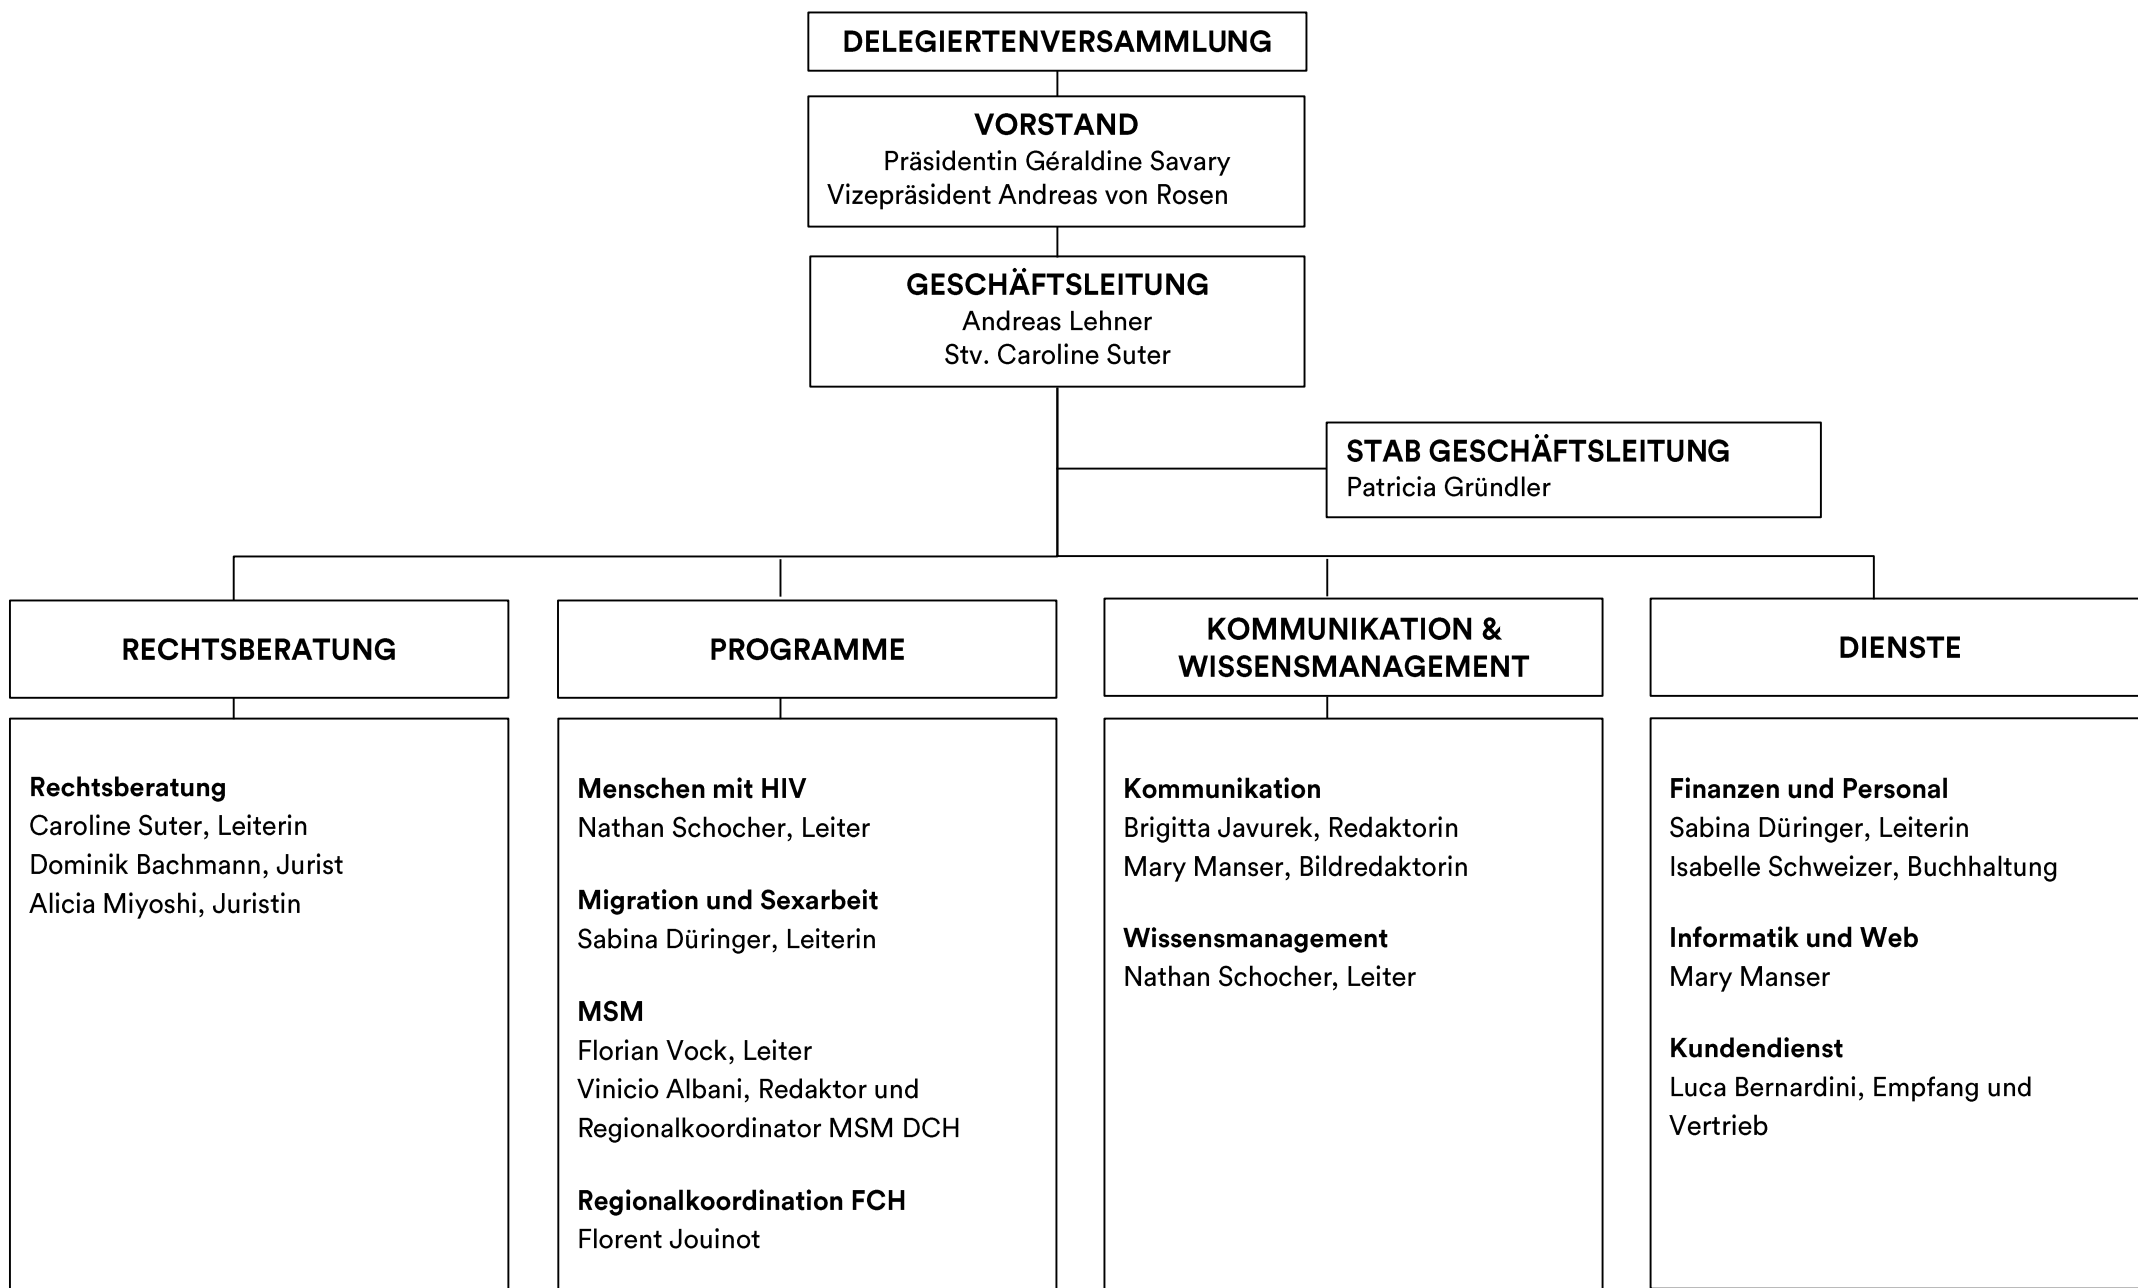 DELEGIERTENVERSAMMLUNG
VORSTAND
Präsidentin Géraldine Savary
Vizepräsident Andreas von Rosen
GESCHÄFTSLEITUNG
Andreas Lehner
Stv. Caroline Suter
STAB GESCHÄFTSLEITUNG
Patricia Gründler
RECHTSBERATUNG
Rechtsberatung
Caroline Suter, Leiterin
Dominik Bachmann, Jurist
Alicia Miyoshi, Juristin
PROGRAMME
Menschen mit HIV
Nathan Schocher, Leiter
Migration und Sexarbeit
Sabina Düringer, Leiterin
MSM
Florian Vock, Leiter
Vinicio Albani, Redaktor und
Regionalkoordinator MSM DCH
Regionalkoordination FCH
Florent Jouinot
KOMMUNIKATION &
WISSENSMANAGEMENT
Kommunikation
Brigitta Javurek, Redaktorin
Mary Manser, Bildredaktorin
Wissensmanagement
Nathan Schocher, Leiter
DIENSTE
Finanzen und Personal
Sabina Düringer, Leiterin
Isabelle Schweizer, Buchhaltung
Informatik und Web
Mary Manser
Kundendienst
Luca Bernardini, Empfang und
Vertrieb